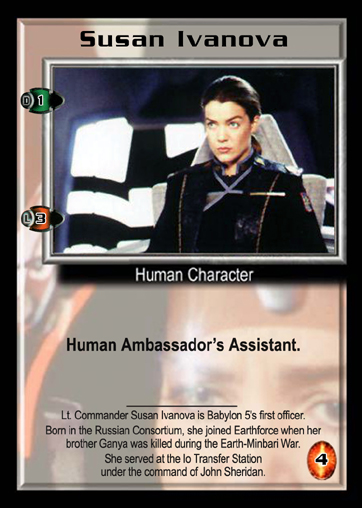 Susan Ivanova
D 1
L 3
Human Character
Human Ambassador's Assistant.
Lt. Commander Susan Ivanova is Babylon 5's first officer.
Born in the Russian Consortium, she joined Earthforce when her
brother Ganya was killed during the Earth-Minbari War.
She served at the Io Transfer Station
under the command of John Sheridan.
4